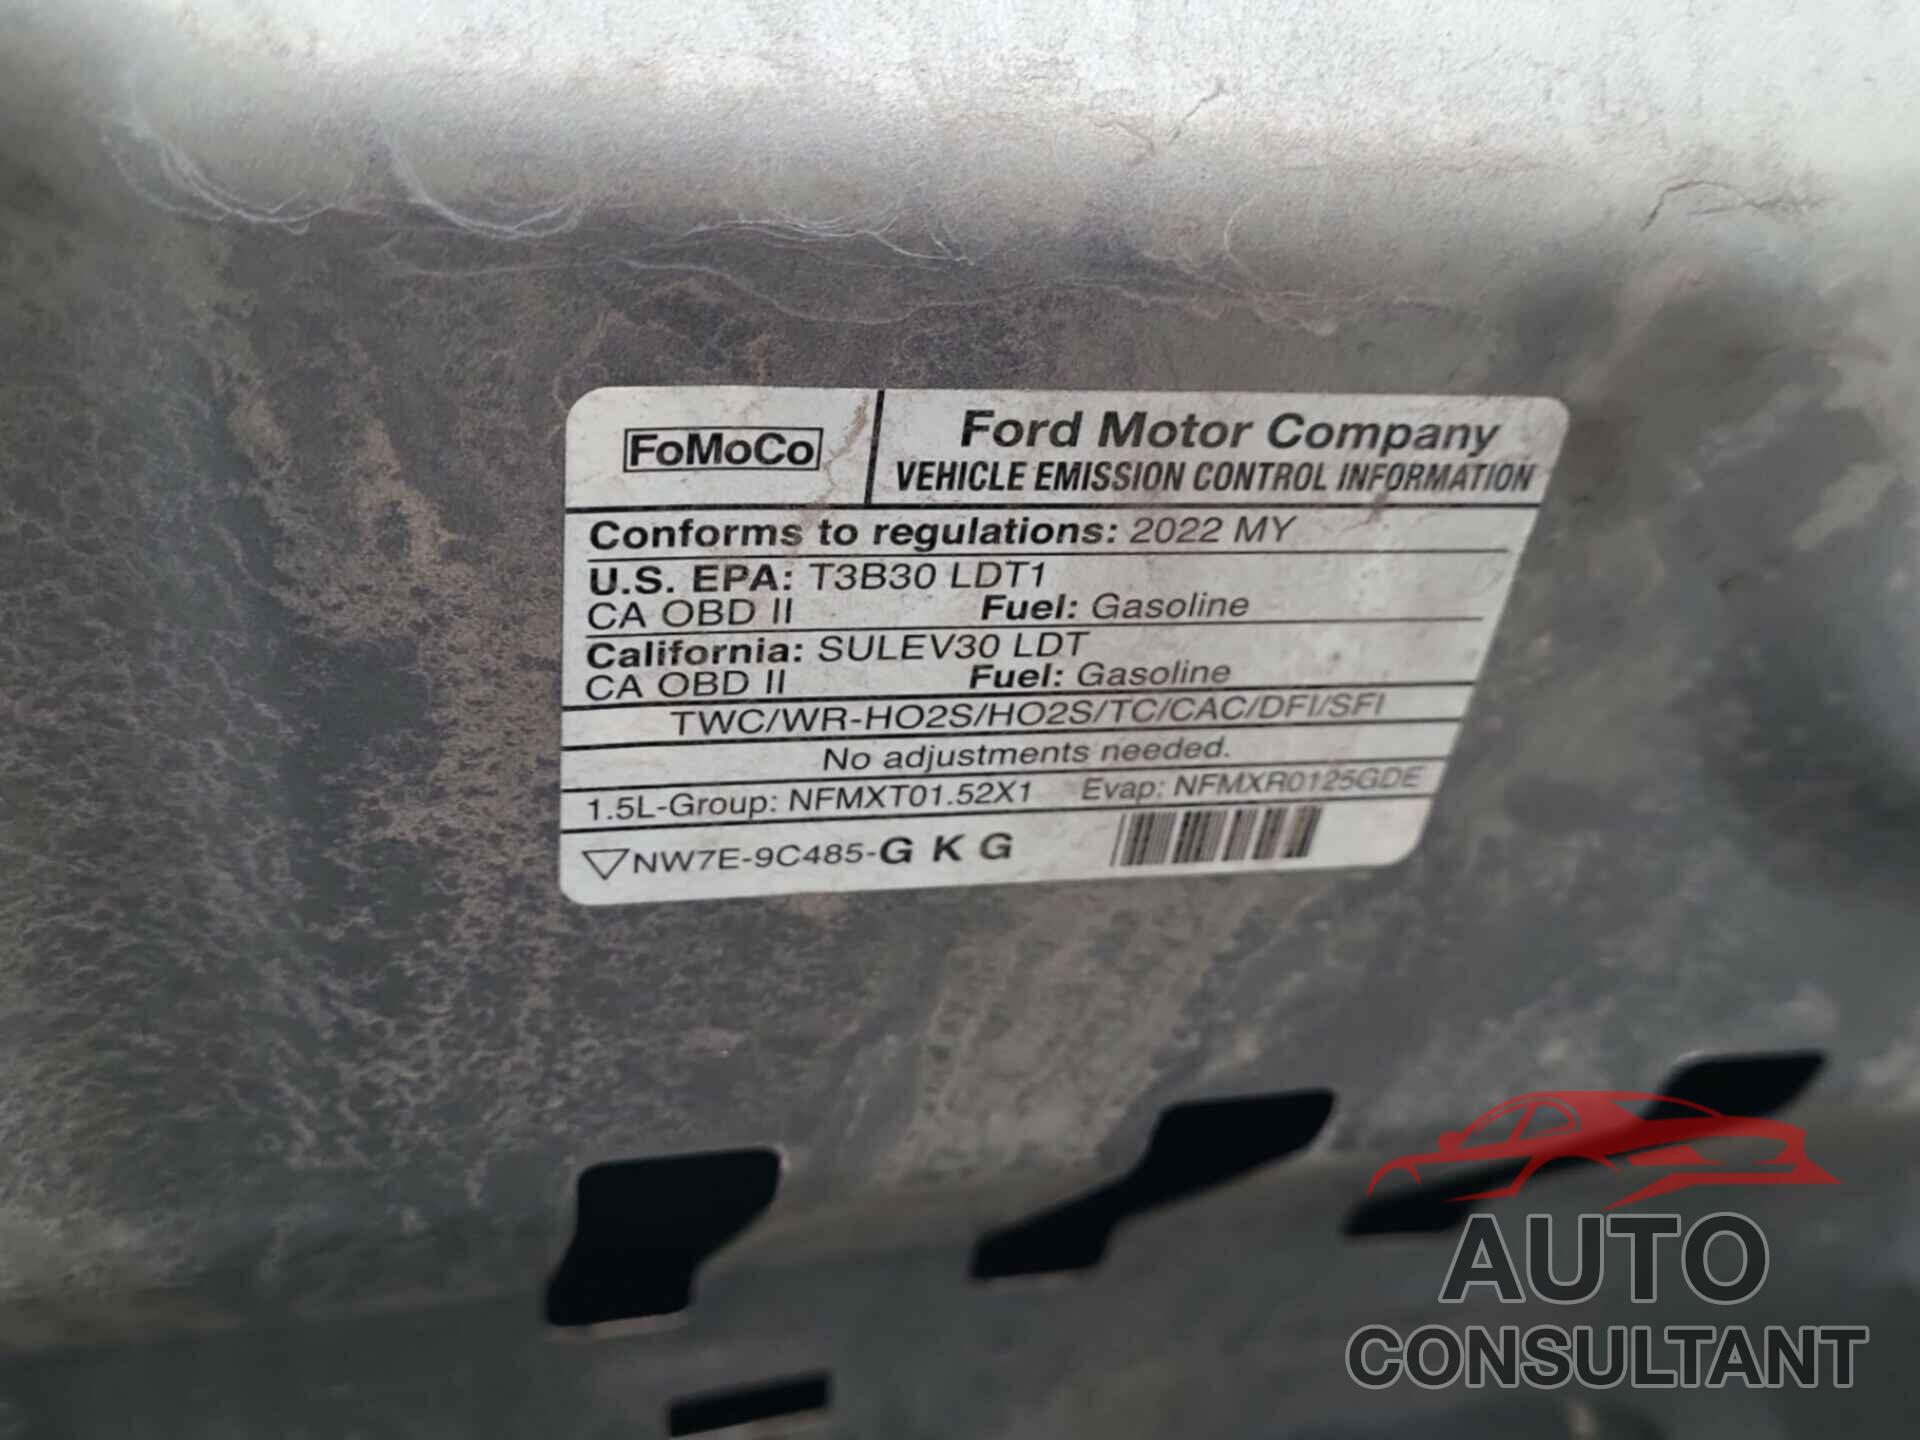 FoMoCo
Ford Motor Company
VEHICLE EMISSION CONTROL INFORMATION
Conforms to regulations: 2022 MY
U.S. EPA: T3B30 LDT1
CA OBD II Fuel: Gasoline
California: SULEV30 LDT
CA OBD II Fuel: Gasoline
TWC/WR-HO2S/HO2S/TC/CAC/DFI/SFI
No adjustments needed.
1.5L-Group: NFMXT01.52X1 Evap: NFMXR0125GDE
NW7E-9C485-G K G
AUTO
CONSULTANT